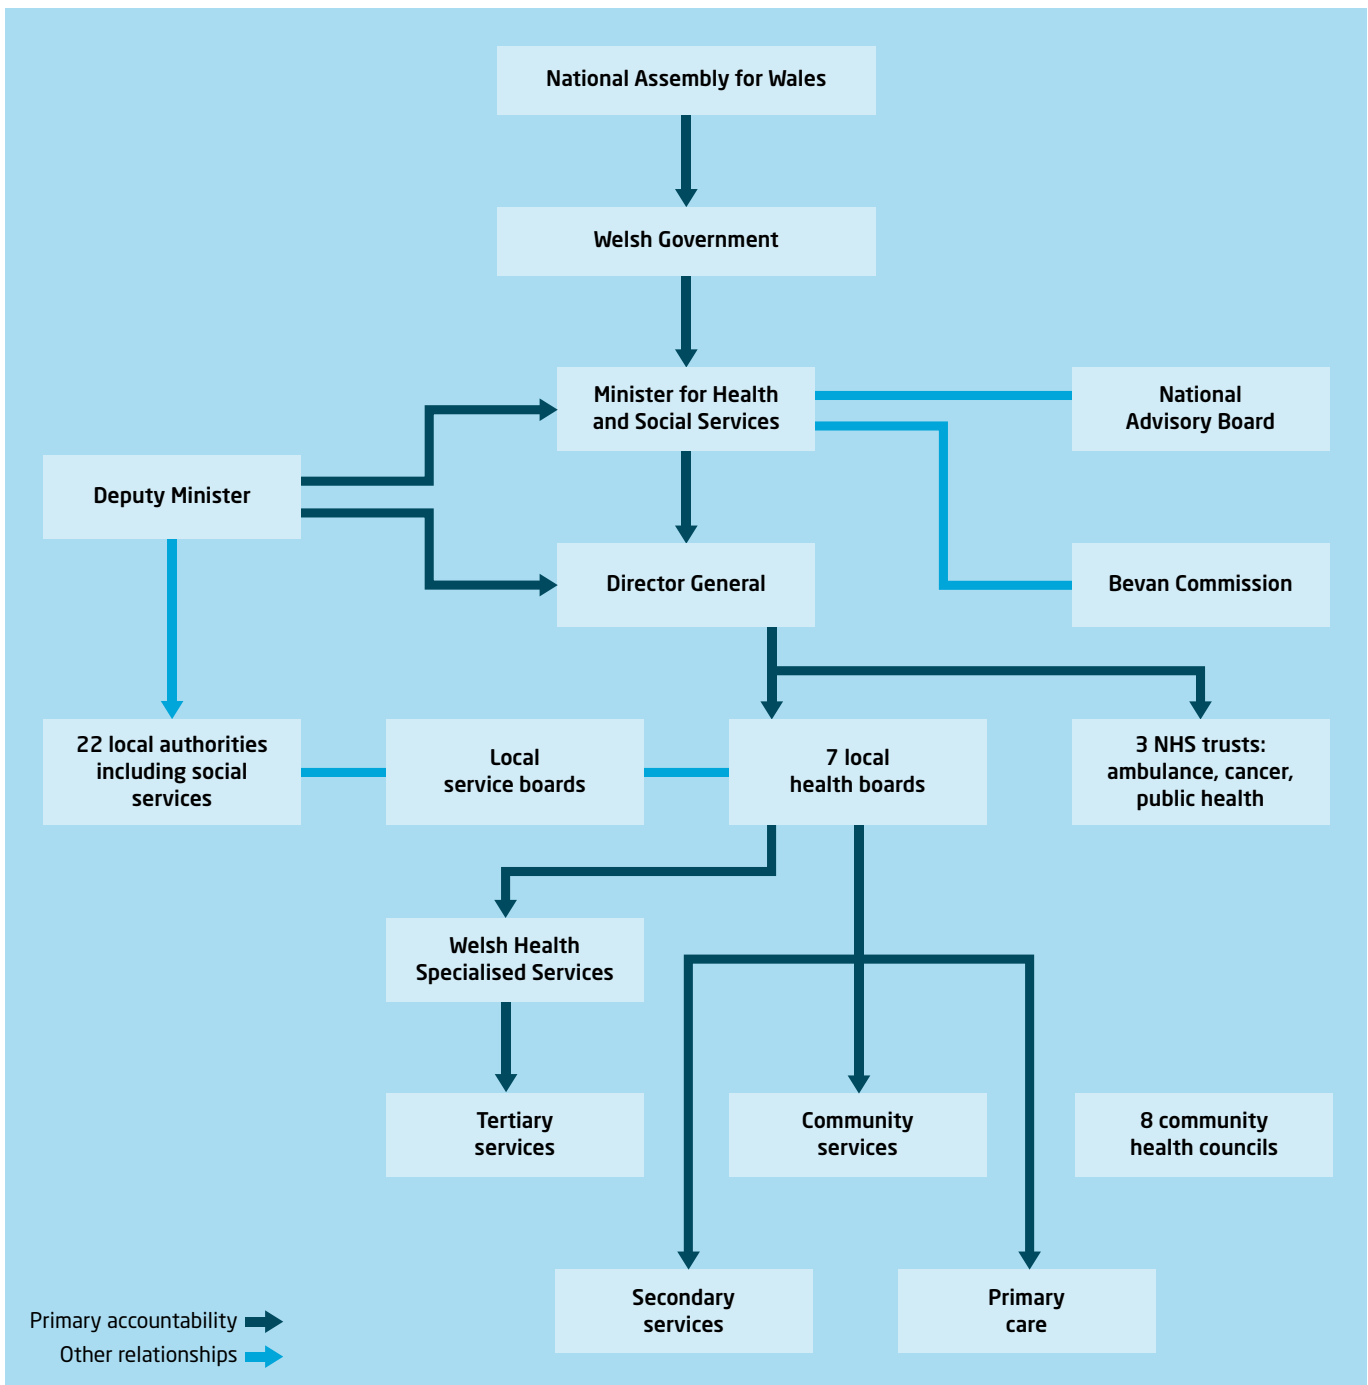 National Assembly for Wales
Welsh Government
Minister for Health
and Social Services
National
Advisory Board
Deputy Minister
Director General
Bevan Commission
22 local authorities
including social
services
Local
service boards
7 local
health boards
3 NHS trusts:
ambulance, cancer,
public health
Welsh Health
Specialised Services
Tertiary
services
Community
services
8 community
health councils
Secondary
services
Primary
care
Primary accountability
Other relationships